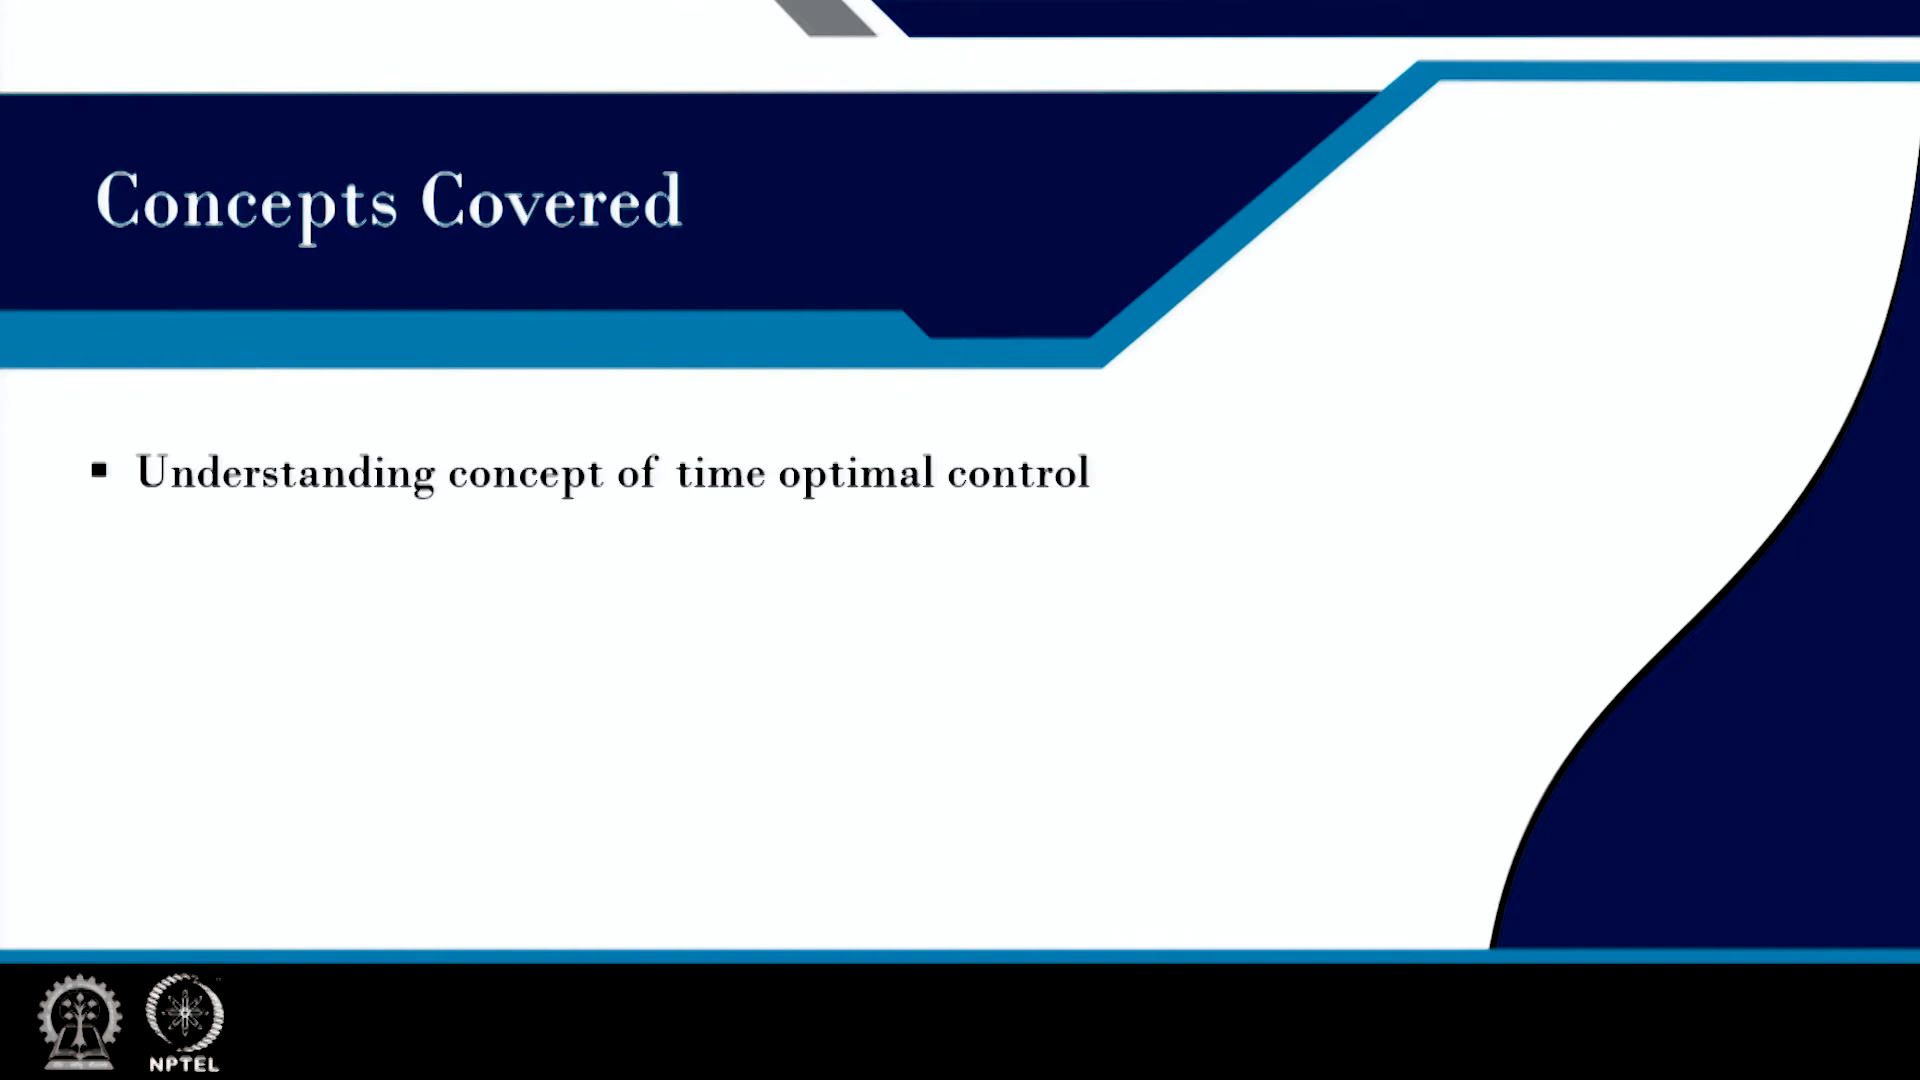 Concepts Covered
▪ Understanding concept of time optimal control
NPTEL